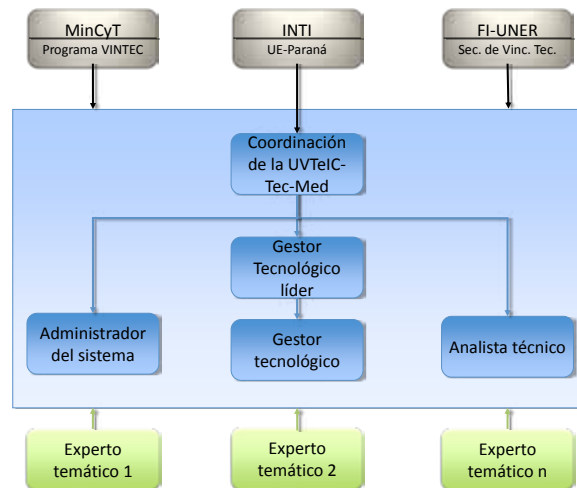 MinCyT
Programa VINTEC
INTI
UE-Paraná
FI-UNER
Sec. de Vinc. Tec.
Coordinación
de la UVTeIC-
Tec-Med
Gestor
Tecnológico
líder
Administrador
del sistema
Gestor
tecnológico
Analista técnico
Experto
temático 1
Experto
temático 2
Experto
temático n